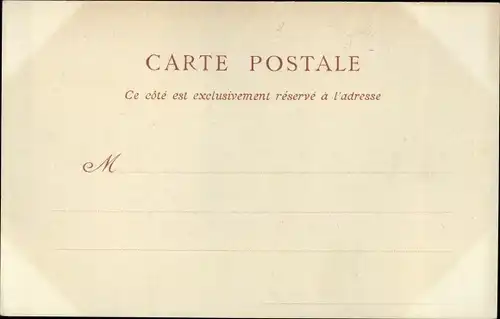 CARTE POSTALE
Ce côté est exclusivement réservé à l'adresse
M